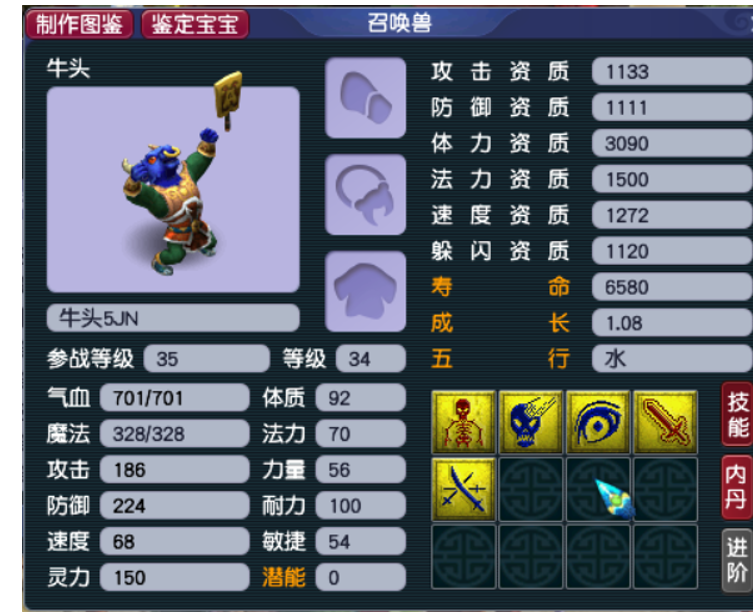 制作图鉴 鉴定宝宝 召唤兽
牛头
攻击资质 1133
防御资质 1111
体力资质 3090
法力资质 1500
速度资质 1272
躲闪资质 1120
寿命 6580
牛头5JN
成长 1.08
参战等级 35 等级 34
五行 水
气血 701/701 体质 92
魔法 328/328 法力 70
攻击 186 力量 56
防御 224 耐力 100
速度 68 敏捷 54
灵力 150 潜能 0
技能
内丹
进阶